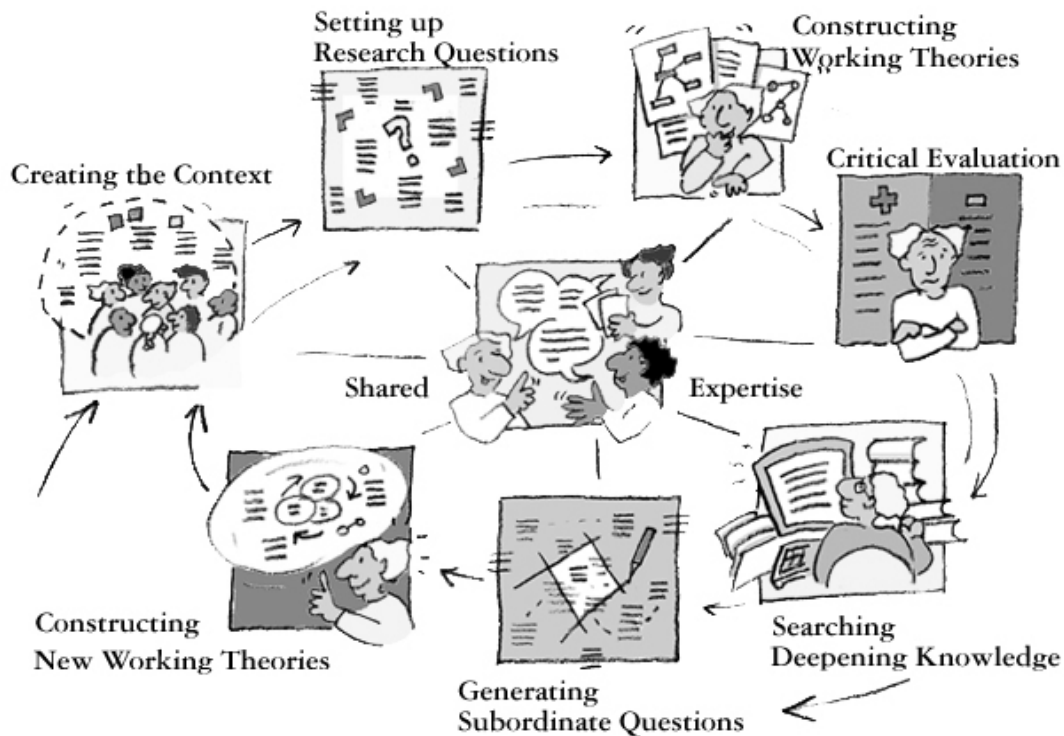 Setting up
Research Questions
Constructing
Working Theories
Creating the Context
Critical Evaluation
Shared
Expertise
Constructing
New Working Theories
Searching
Deepening Knowledge
Generating
Subordinate Questions